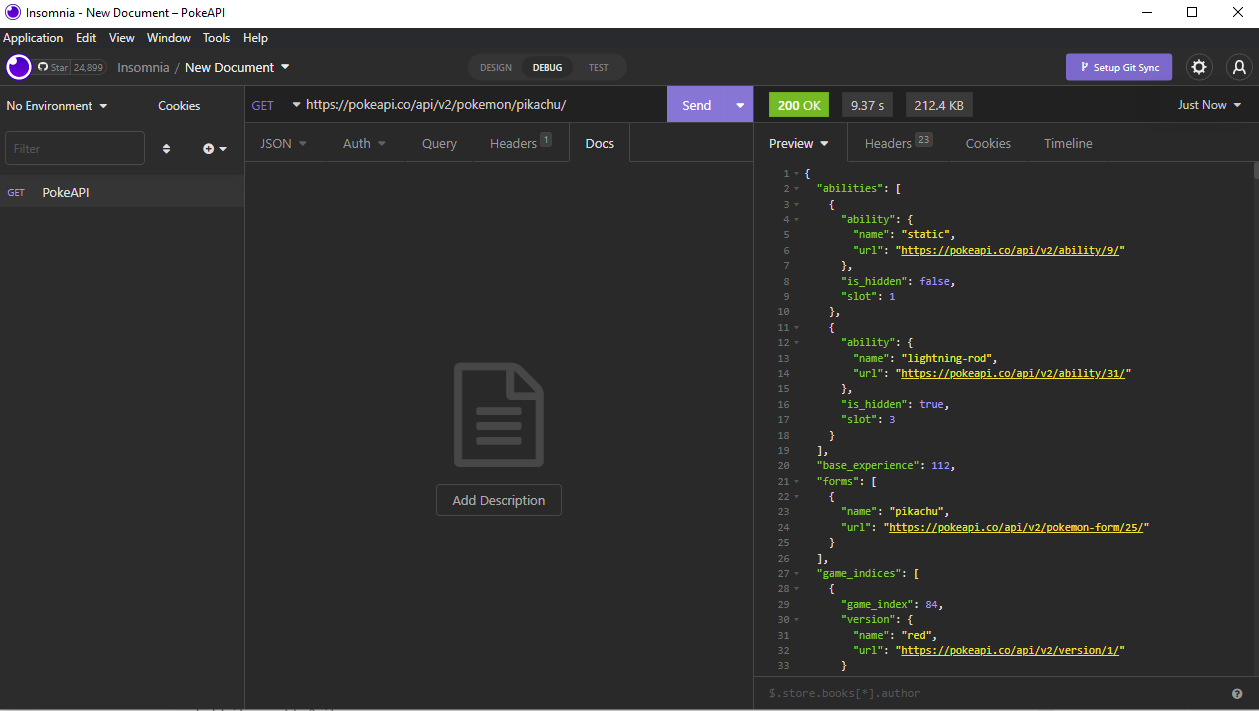 Insomnia - New Document – PokeAPI
Application Edit View Window Tools Help
Star 24,899 Insomnia / New Document DESIGN DEBUG TEST Setup Git Sync
No Environment Cookies GET https://pokeapi.co/api/v2/pokemon/pikachu/ Send 200 OK 9.37 s 212.4 KB Just Now
Filter JSON Auth Query Headers 1 Docs Preview Headers 23 Cookies Timeline
GET PokeAPI
Add Description
1 {
2 "abilities": [
3 {
4 "ability": {
5 "name": "static",
6 "url": "https://pokeapi.co/api/v2/ability/9/"
7 },
8 "is_hidden": false,
9 "slot": 1
10 },
11 {
12 "ability": {
13 "name": "lightning-rod",
14 "url": "https://pokeapi.co/api/v2/ability/31/"
15 },
16 "is_hidden": true,
17 "slot": 3
18 }
19 ],
20 "base_experience": 112,
21 "forms": [
22 {
23 "name": "pikachu",
24 "url": "https://pokeapi.co/api/v2/pokemon-form/25/"
25 }
26 ],
27 "game_indices": [
28 {
29 "game_index": 84,
30 "version": {
31 "name": "red",
32 "url": "https://pokeapi.co/api/v2/version/1/"
33 }
$.store.books[*].author